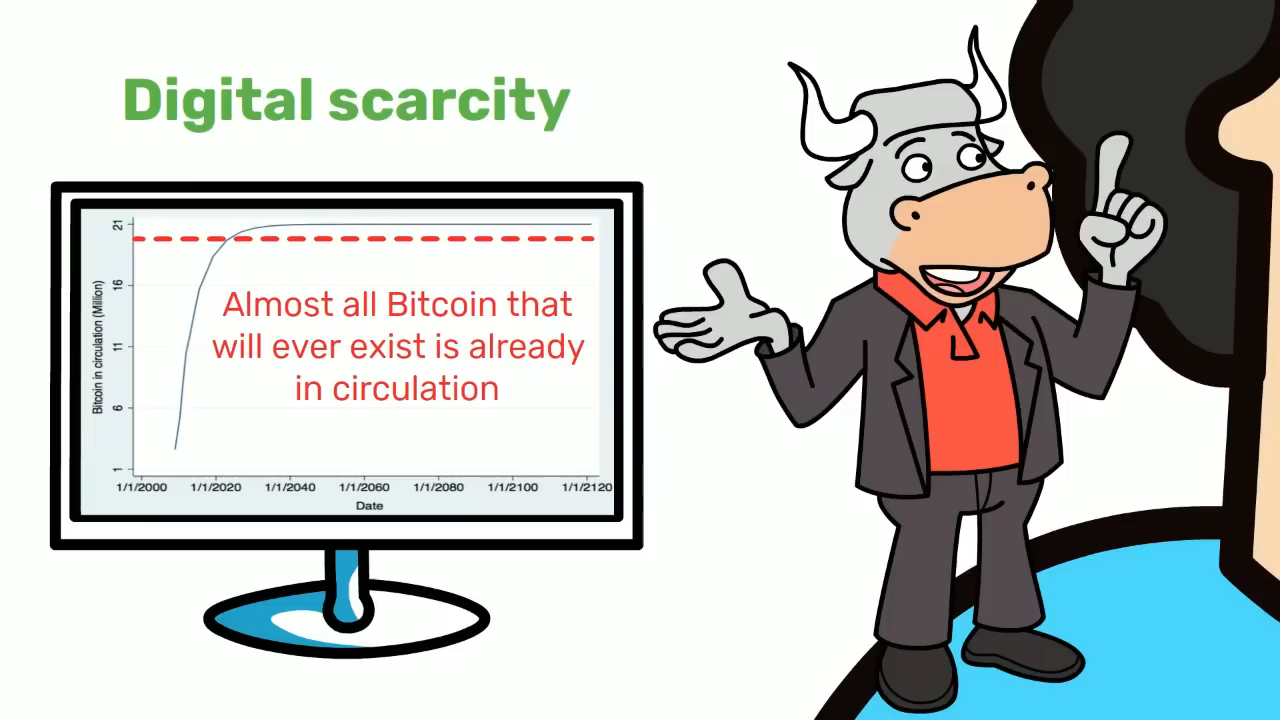 Digital scarcity
21
16
11
6
1
Bitcoin in circulation (Million)
Almost all Bitcoin that
will ever exist is already
in circulation
1/1/2000 1/1/2020 1/1/2040 1/1/2060 1/1/2080 1/1/2100 1/1/2120
Date